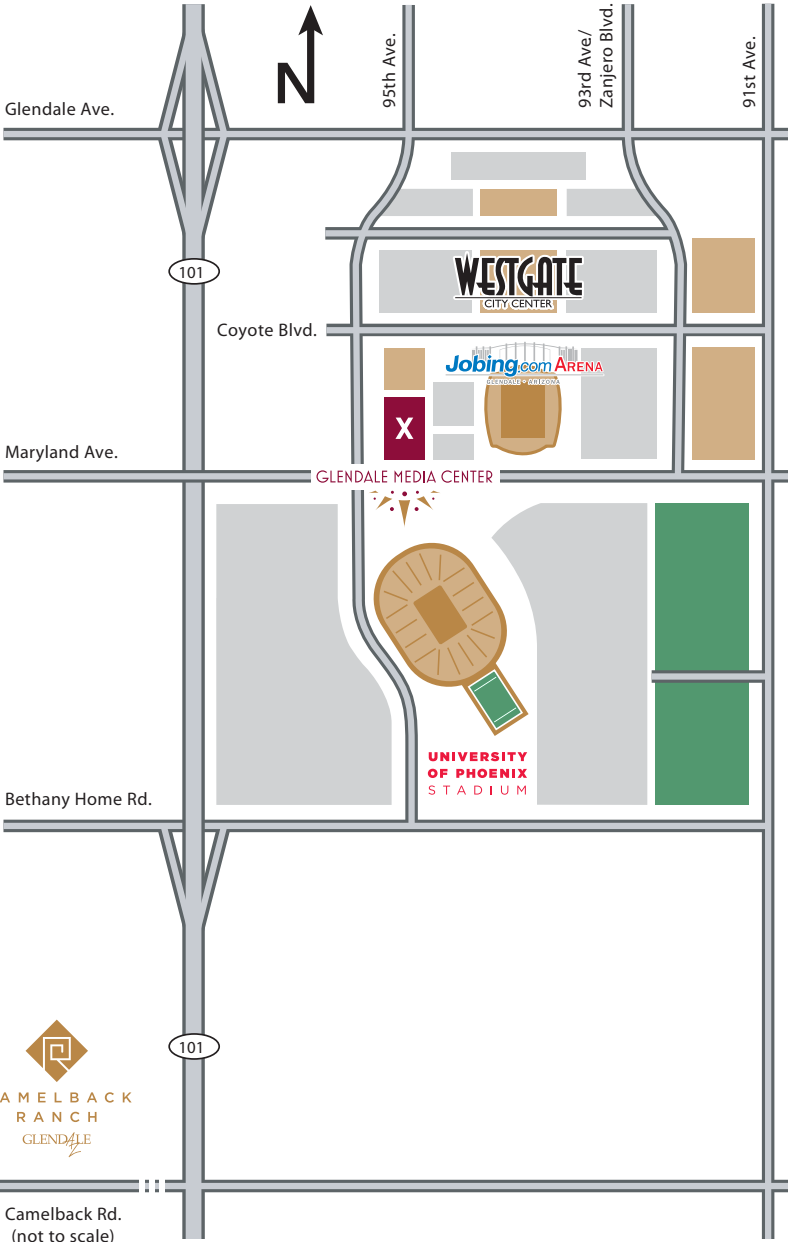 N
95th Ave.
93rd Ave/
Zanjero Blvd.
91st Ave.
Glendale Ave.
101
WESTGATE
CITY CENTER
Coyote Blvd.
Jobing.com ARENA
GLENDALE • ARIZONA
X
Maryland Ave.
GLENDALE MEDIA CENTER
UNIVERSITY
OF PHOENIX
STADIUM
Bethany Home Rd.
101
AMELBACK
RANCH
GLENDALE
AZ
Camelback Rd.
(not to scale)